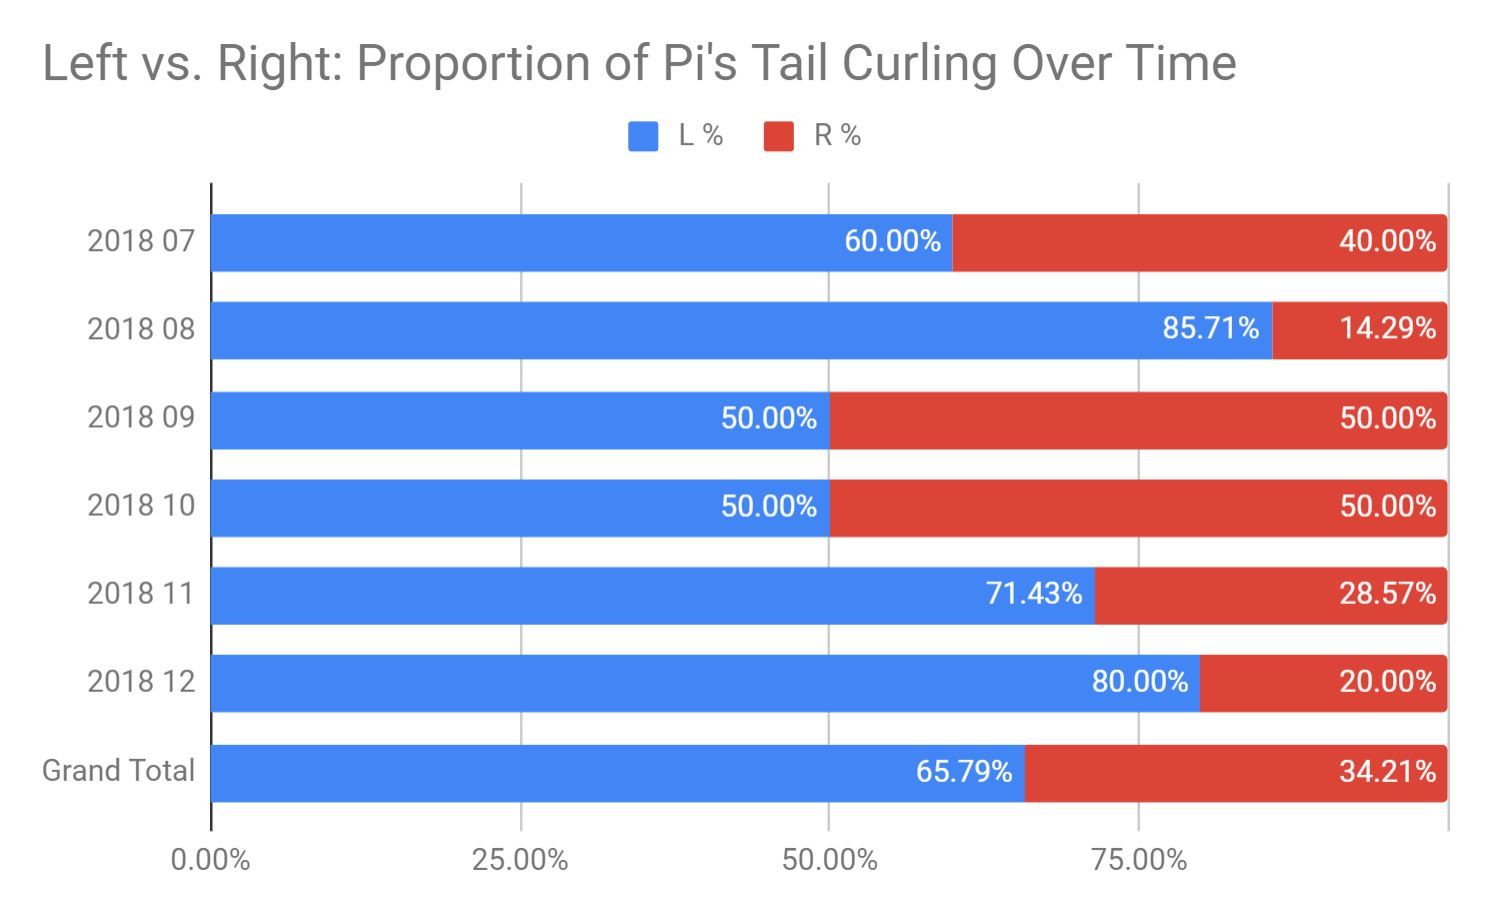 Left vs. Right: Proportion of Pi's Tail Curling Over Time
L % R %
2018 07 60.00% 40.00%
2018 08 85.71% 14.29%
2018 09 50.00% 50.00%
2018 10 50.00% 50.00%
2018 11 71.43% 28.57%
2018 12 80.00% 20.00%
Grand Total 65.79% 34.21%
0.00% 25.00% 50.00% 75.00%